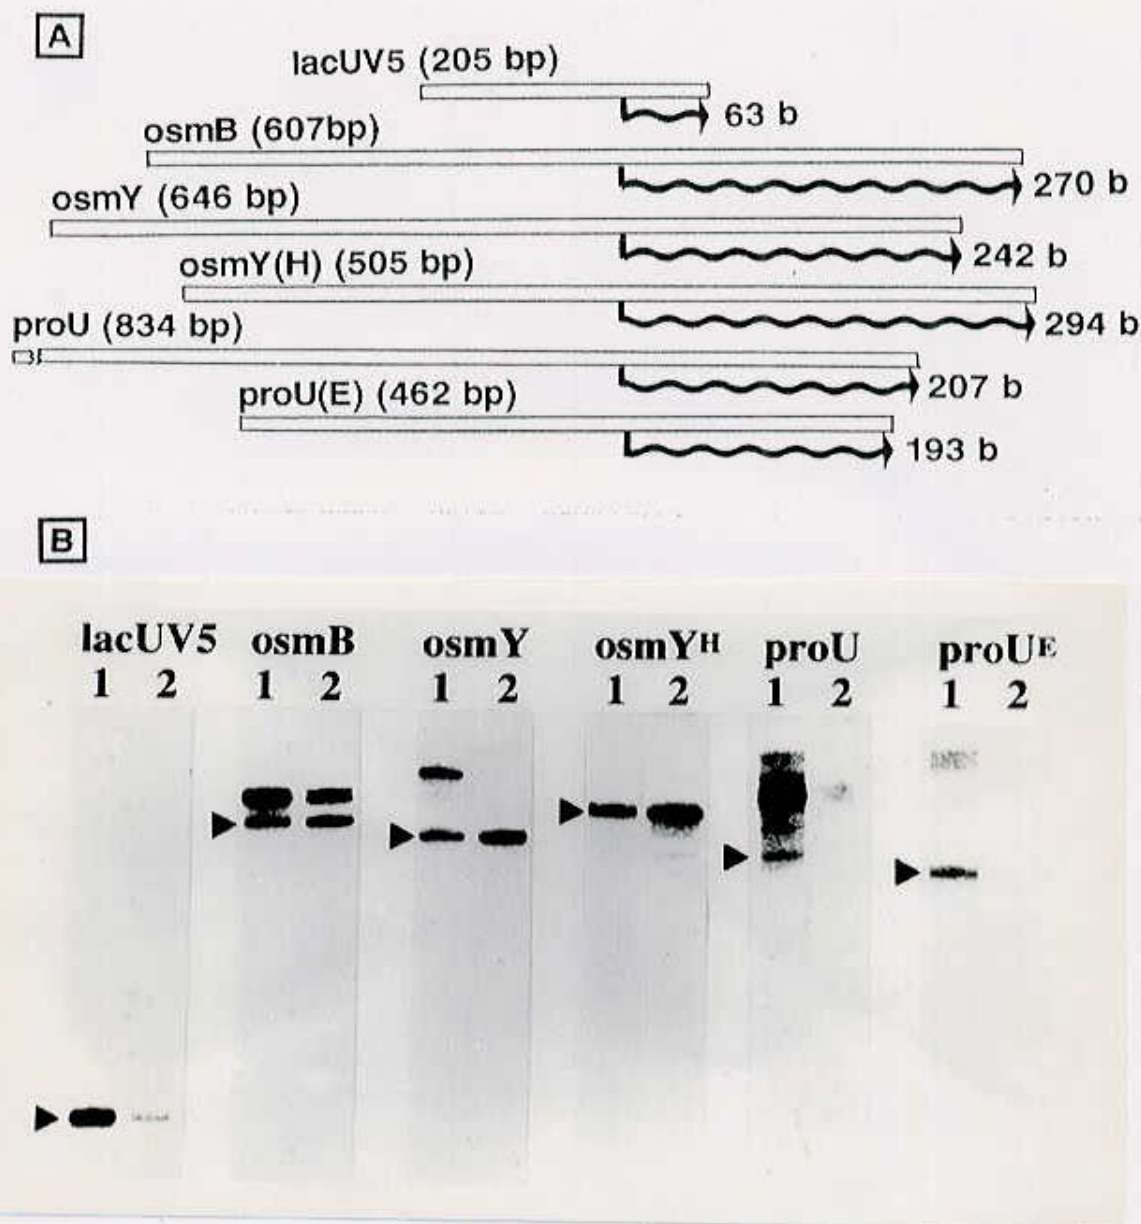 A
lacUV5 (205 bp)
63 b
osmB (607bp)
270 b
osmY (646 bp)
242 b
osmY(H) (505 bp)
294 b
proU (834 bp)
207 b
proU(E) (462 bp)
193 b
B
lacUV5 osmB osmY osmYH proU proUE
1 2 1 2 1 2 1 2 1 2 1 2